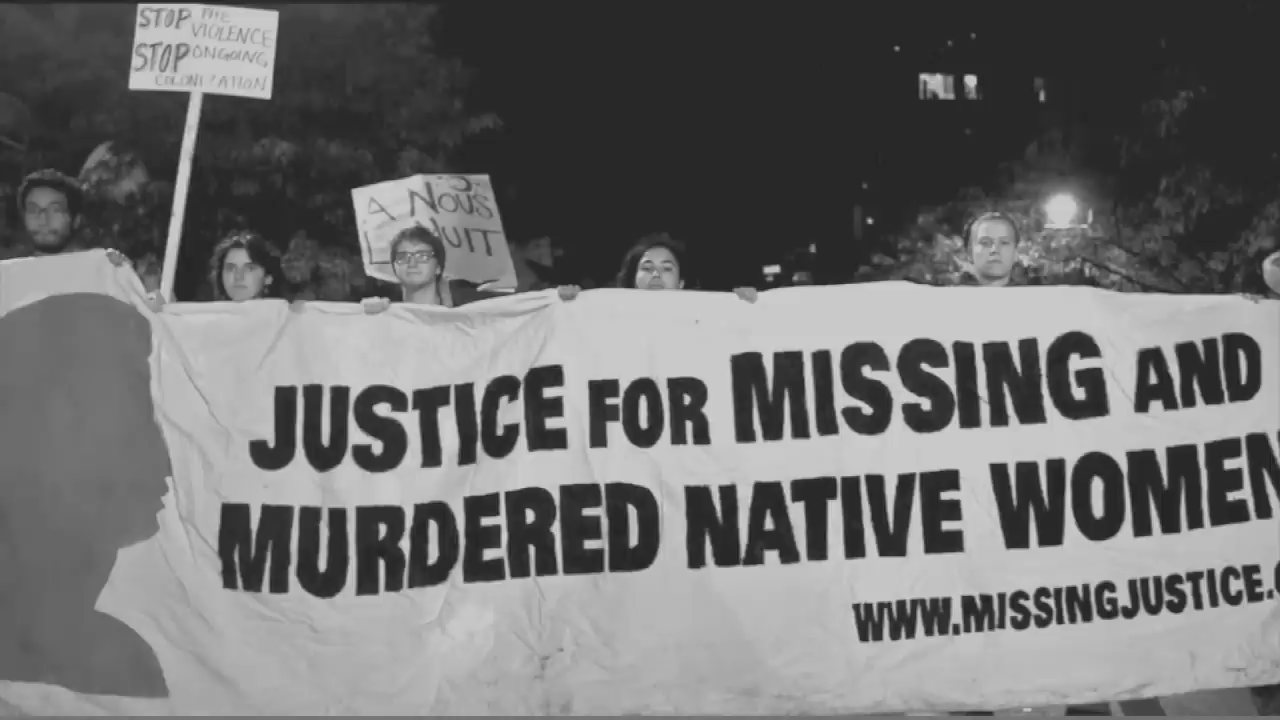 STOP THE
VIOLENCE
STOP ONGOING
COLONIZATION
A NOUS
NUIT
JUSTICE FOR MISSING AND
MURDERED NATIVE WOMEN
WWW.MISSINGJUSTICE.